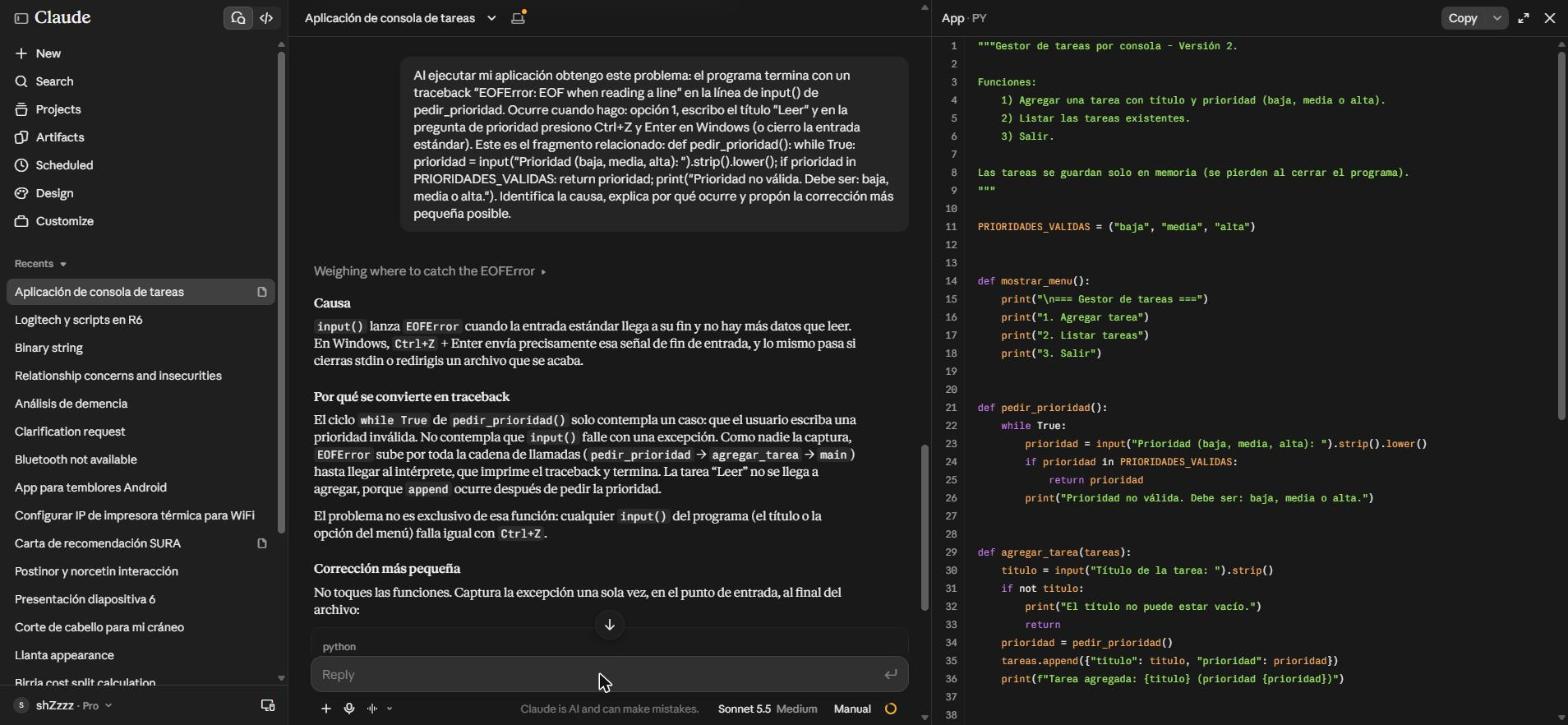 Claude
New
Search
Projects
Artifacts
Scheduled
Design
Customize
Recents
Aplicación de consola de tareas
Logitech y scripts en R6
Binary string
Relationship concerns and insecurities
Análisis de demencia
Clarification request
Bluetooth not available
App para temblores Android
Configurar IP de impresora térmica para WiFi
Carta de recomendación SURA
Postinor y norcetin interacción
Presentación diapositiva 6
Corte de cabello para mi cráneo
Llanta appearance
Birria cost split calculation
S shZzzz · Pro
Aplicación de consola de tareas
Al ejecutar mi aplicación obtengo este problema: el programa termina con un
traceback "EOFError: EOF when reading a line" en la línea de input() de
pedir_prioridad. Ocurre cuando hago: opción 1, escribo el título "Leer" y en la
pregunta de prioridad presiono Ctrl+Z y Enter en Windows (o cierro la entrada
estándar). Este es el fragmento relacionado: def pedir_prioridad(): while True:
prioridad = input("Prioridad (baja, media, alta): ").strip().lower(); if prioridad in
PRIORIDADES_VALIDAS: return prioridad; print("Prioridad no válida. Debe ser: baja,
media o alta."). Identifica la causa, explica por qué ocurre y propón la corrección más
pequeña posible.
Weighing where to catch the EOFError
Causa
input() lanza EOFError cuando la entrada estándar llega a su fin y no hay más datos que leer.
En Windows, Ctrl+Z + Enter envía precisamente esa señal de fin de entrada, y lo mismo pasa si
cierras stdin o redirigis un archivo que se acaba.
Por qué se convierte en traceback
El ciclo while True de pedir_prioridad() solo contempla un caso: que el usuario escriba una
prioridad inválida. No contempla que input() falle con una excepción. Como nadie la captura,
EOFError sube por toda la cadena de llamadas ( pedir_prioridad → agregar_tarea → main )
hasta llegar al intérprete, que imprime el traceback y termina. La tarea “Leer” no se llega a
agregar, porque append ocurre después de pedir la prioridad.
El problema no es exclusivo de esa función: cualquier input() del programa (el título o la
opción del menú) falla igual con Ctrl+Z.
Corrección más pequeña
No toques las funciones. Captura la excepción una sola vez, en el punto de entrada, al final del
archivo:
python
Reply
Claude is AI and can make mistakes.
Sonnet 5.5 Medium
Manual
App · PY
Copy
1 """Gestor de tareas por consola - Versión 2.
2
3 Funciones:
4 1) Agregar una tarea con título y prioridad (baja, media o alta).
5 2) Listar las tareas existentes.
6 3) Salir.
7
8 Las tareas se guardan solo en memoria (se pierden al cerrar el programa).
9 """
10
11 PRIORIDADES_VALIDAS = ("baja", "media", "alta")
12
13
14 def mostrar_menu():
15 print("\n=== Gestor de tareas ===")
16 print("1. Agregar tarea")
17 print("2. Listar tareas")
18 print("3. Salir")
19
20
21 def pedir_prioridad():
22 while True:
23 prioridad = input("Prioridad (baja, media, alta): ").strip().lower()
24 if prioridad in PRIORIDADES_VALIDAS:
25 return prioridad
26 print("Prioridad no válida. Debe ser: baja, media o alta.")
27
28
29 def agregar_tarea(tareas):
30 titulo = input("Título de la tarea: ").strip()
31 if not titulo:
32 print("El título no puede estar vacío.")
33 return
34 prioridad = pedir_prioridad()
35 tareas.append({"titulo": titulo, "prioridad": prioridad})
36 print(f"Tarea agregada: {titulo} (prioridad {prioridad})")
37
38